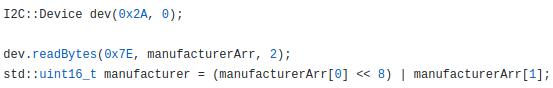 I2C::Device dev(0x2A, 0);
dev.readBytes(0x7E, manufacturerArr, 2);
std::uint16_t manufacturer = (manufacturerArr[0] << 8) | manufacturerArr[1];